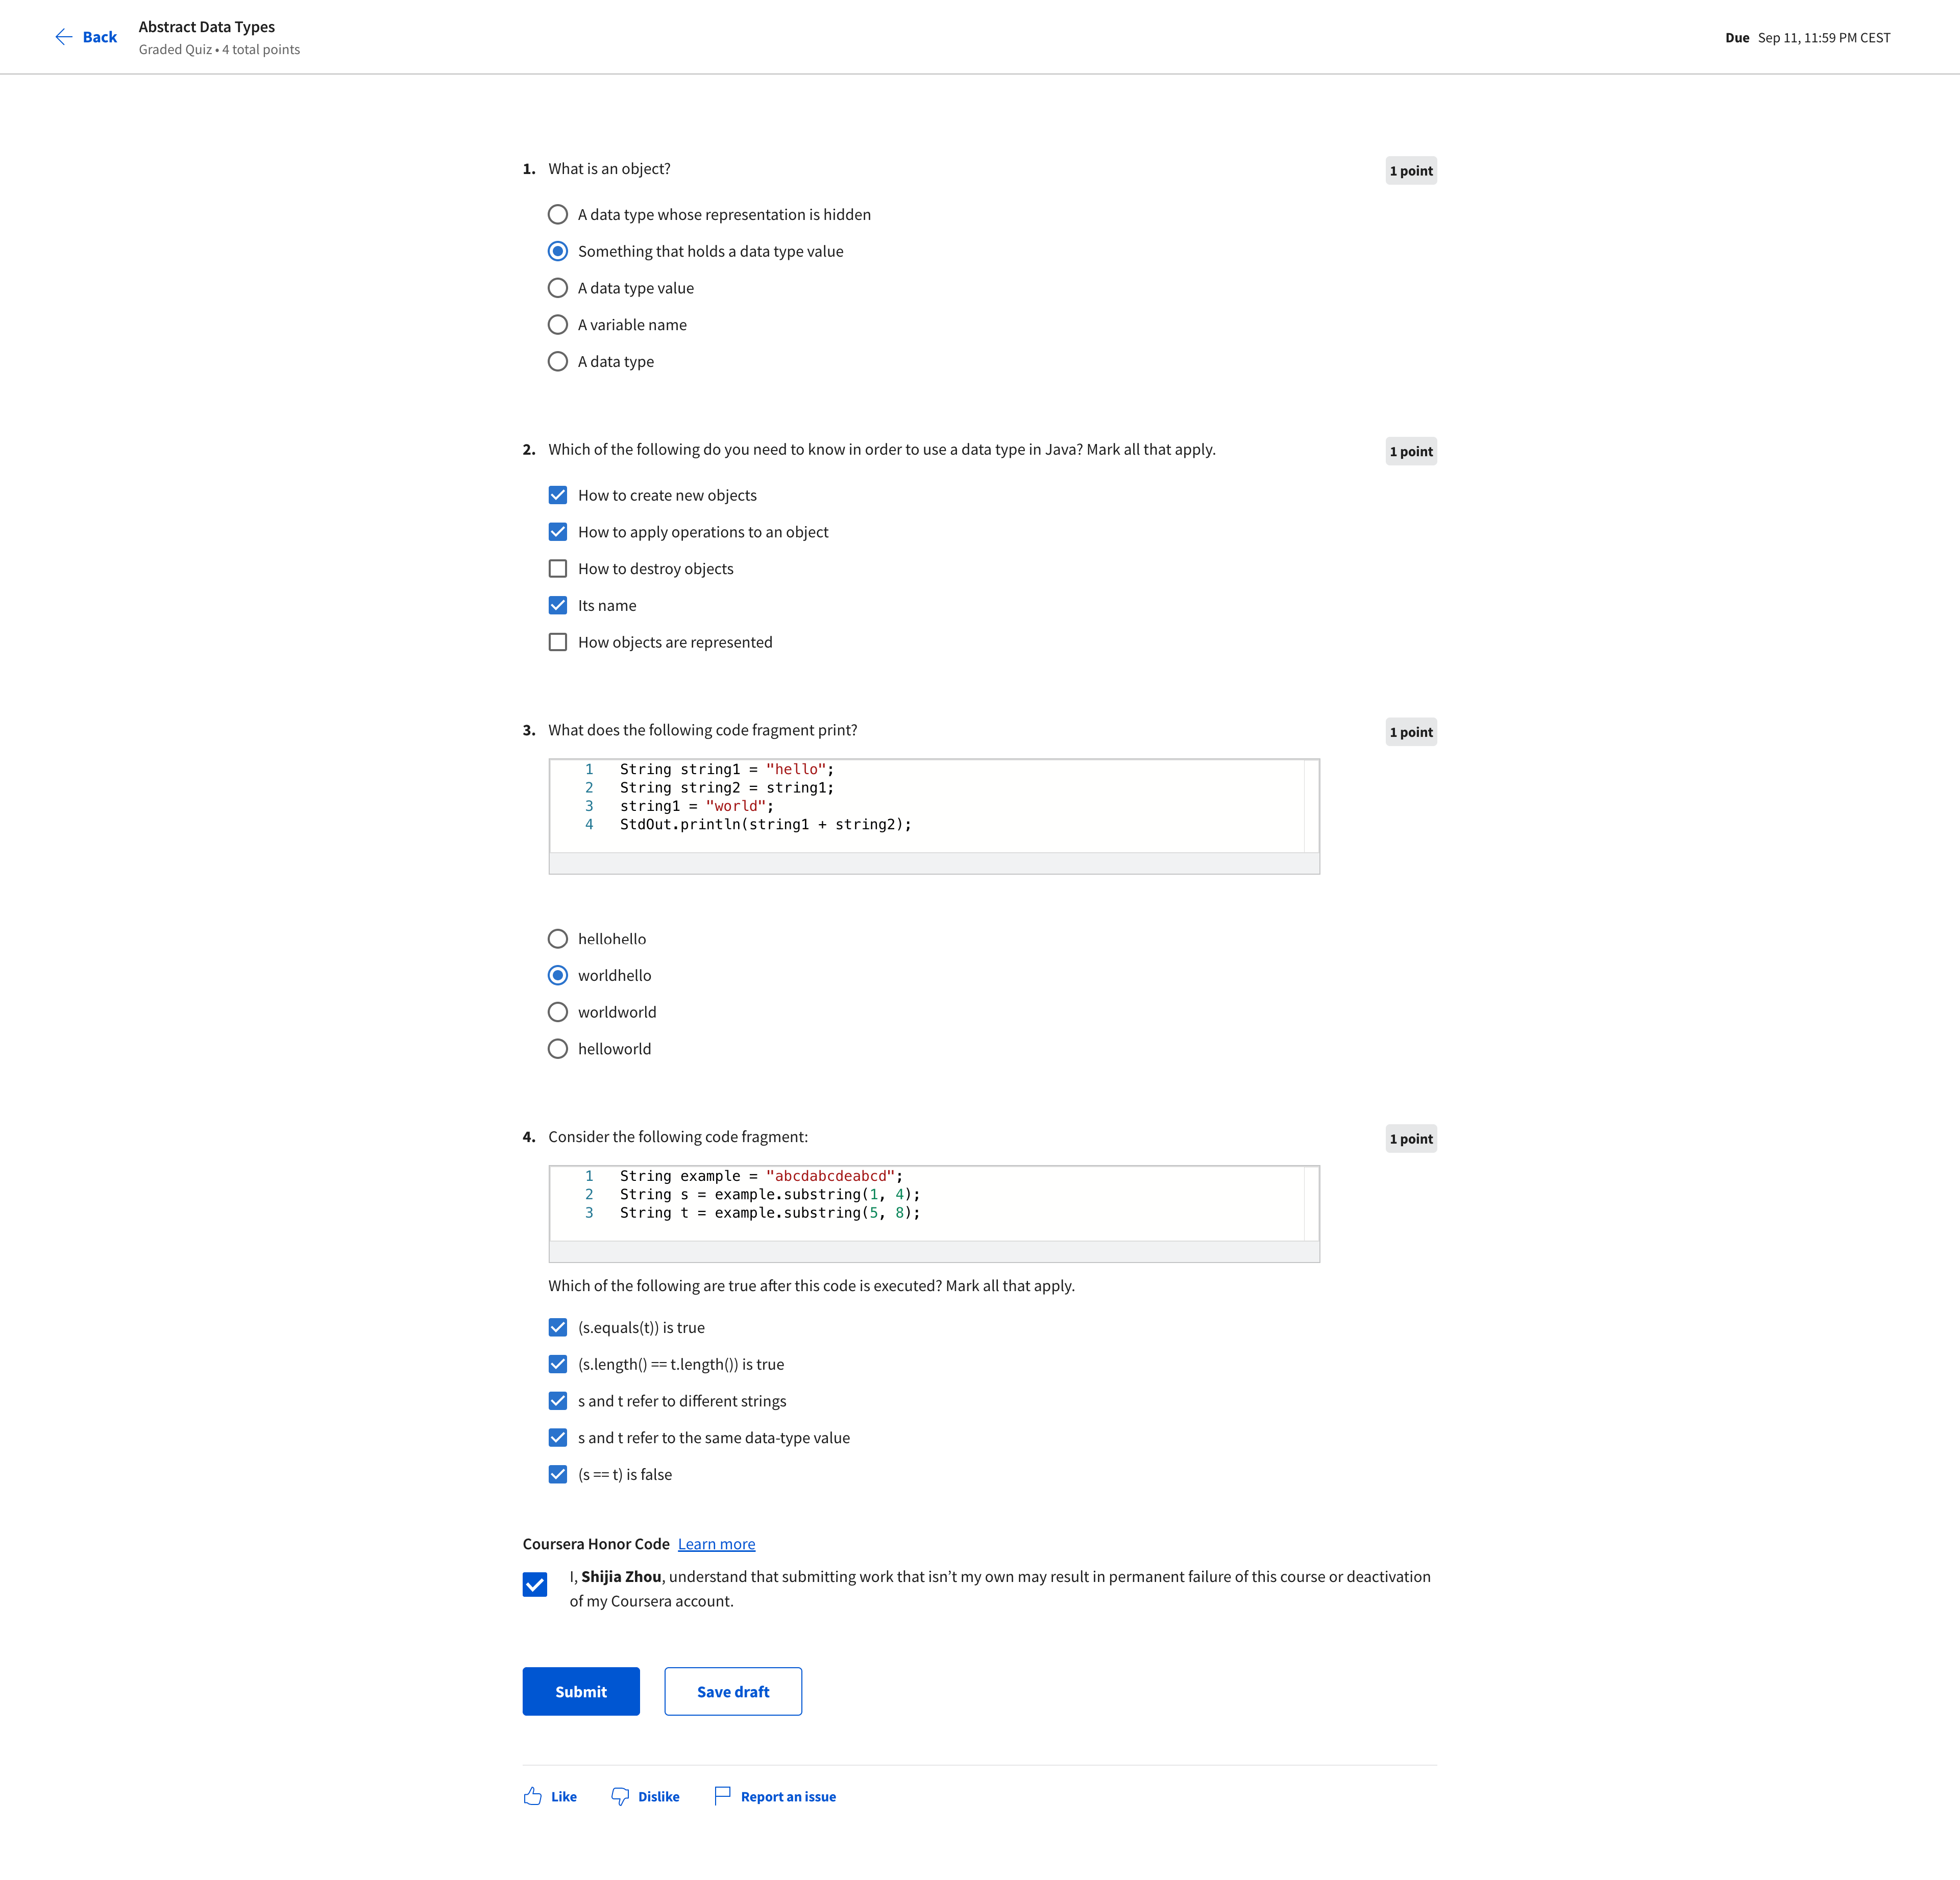 Back
Abstract Data Types
Graded Quiz • 4 total points
Due Sep 11, 11:59 PM CEST
1. What is an object?
1 point
A data type whose representation is hidden
Something that holds a data type value
A data type value
A variable name
A data type
2. Which of the following do you need to know in order to use a data type in Java? Mark all that apply.
1 point
How to create new objects
How to apply operations to an object
How to destroy objects
Its name
How objects are represented
3. What does the following code fragment print?
1 point
1 String string1 = "hello";
2 String string2 = string1;
3 string1 = "world";
4 StdOut.println(string1 + string2);
hellohello
worldhello
worldworld
helloworld
4. Consider the following code fragment:
1 point
1 String example = "abcdabcdeabcd";
2 String s = example.substring(1, 4);
3 String t = example.substring(5, 8);
Which of the following are true after this code is executed? Mark all that apply.
(s.equals(t)) is true
(s.length() == t.length()) is true
s and t refer to different strings
s and t refer to the same data-type value
(s == t) is false
Coursera Honor Code Learn more
I, Shijia Zhou, understand that submitting work that isn’t my own may result in permanent failure of this course or deactivation
of my Coursera account.
Submit
Save draft
Like
Dislike
Report an issue